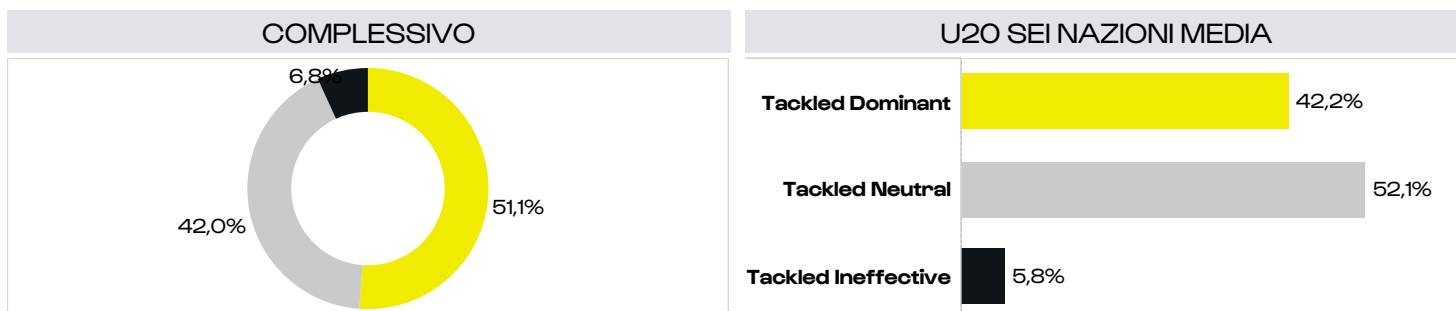 COMPLESSIVO
6,8%
51,1%
42,0%
U20 SEI NAZIONI MEDIA
Tackled Dominant 42,2%
Tackled Neutral 52,1%
Tackled Ineffective 5,8%